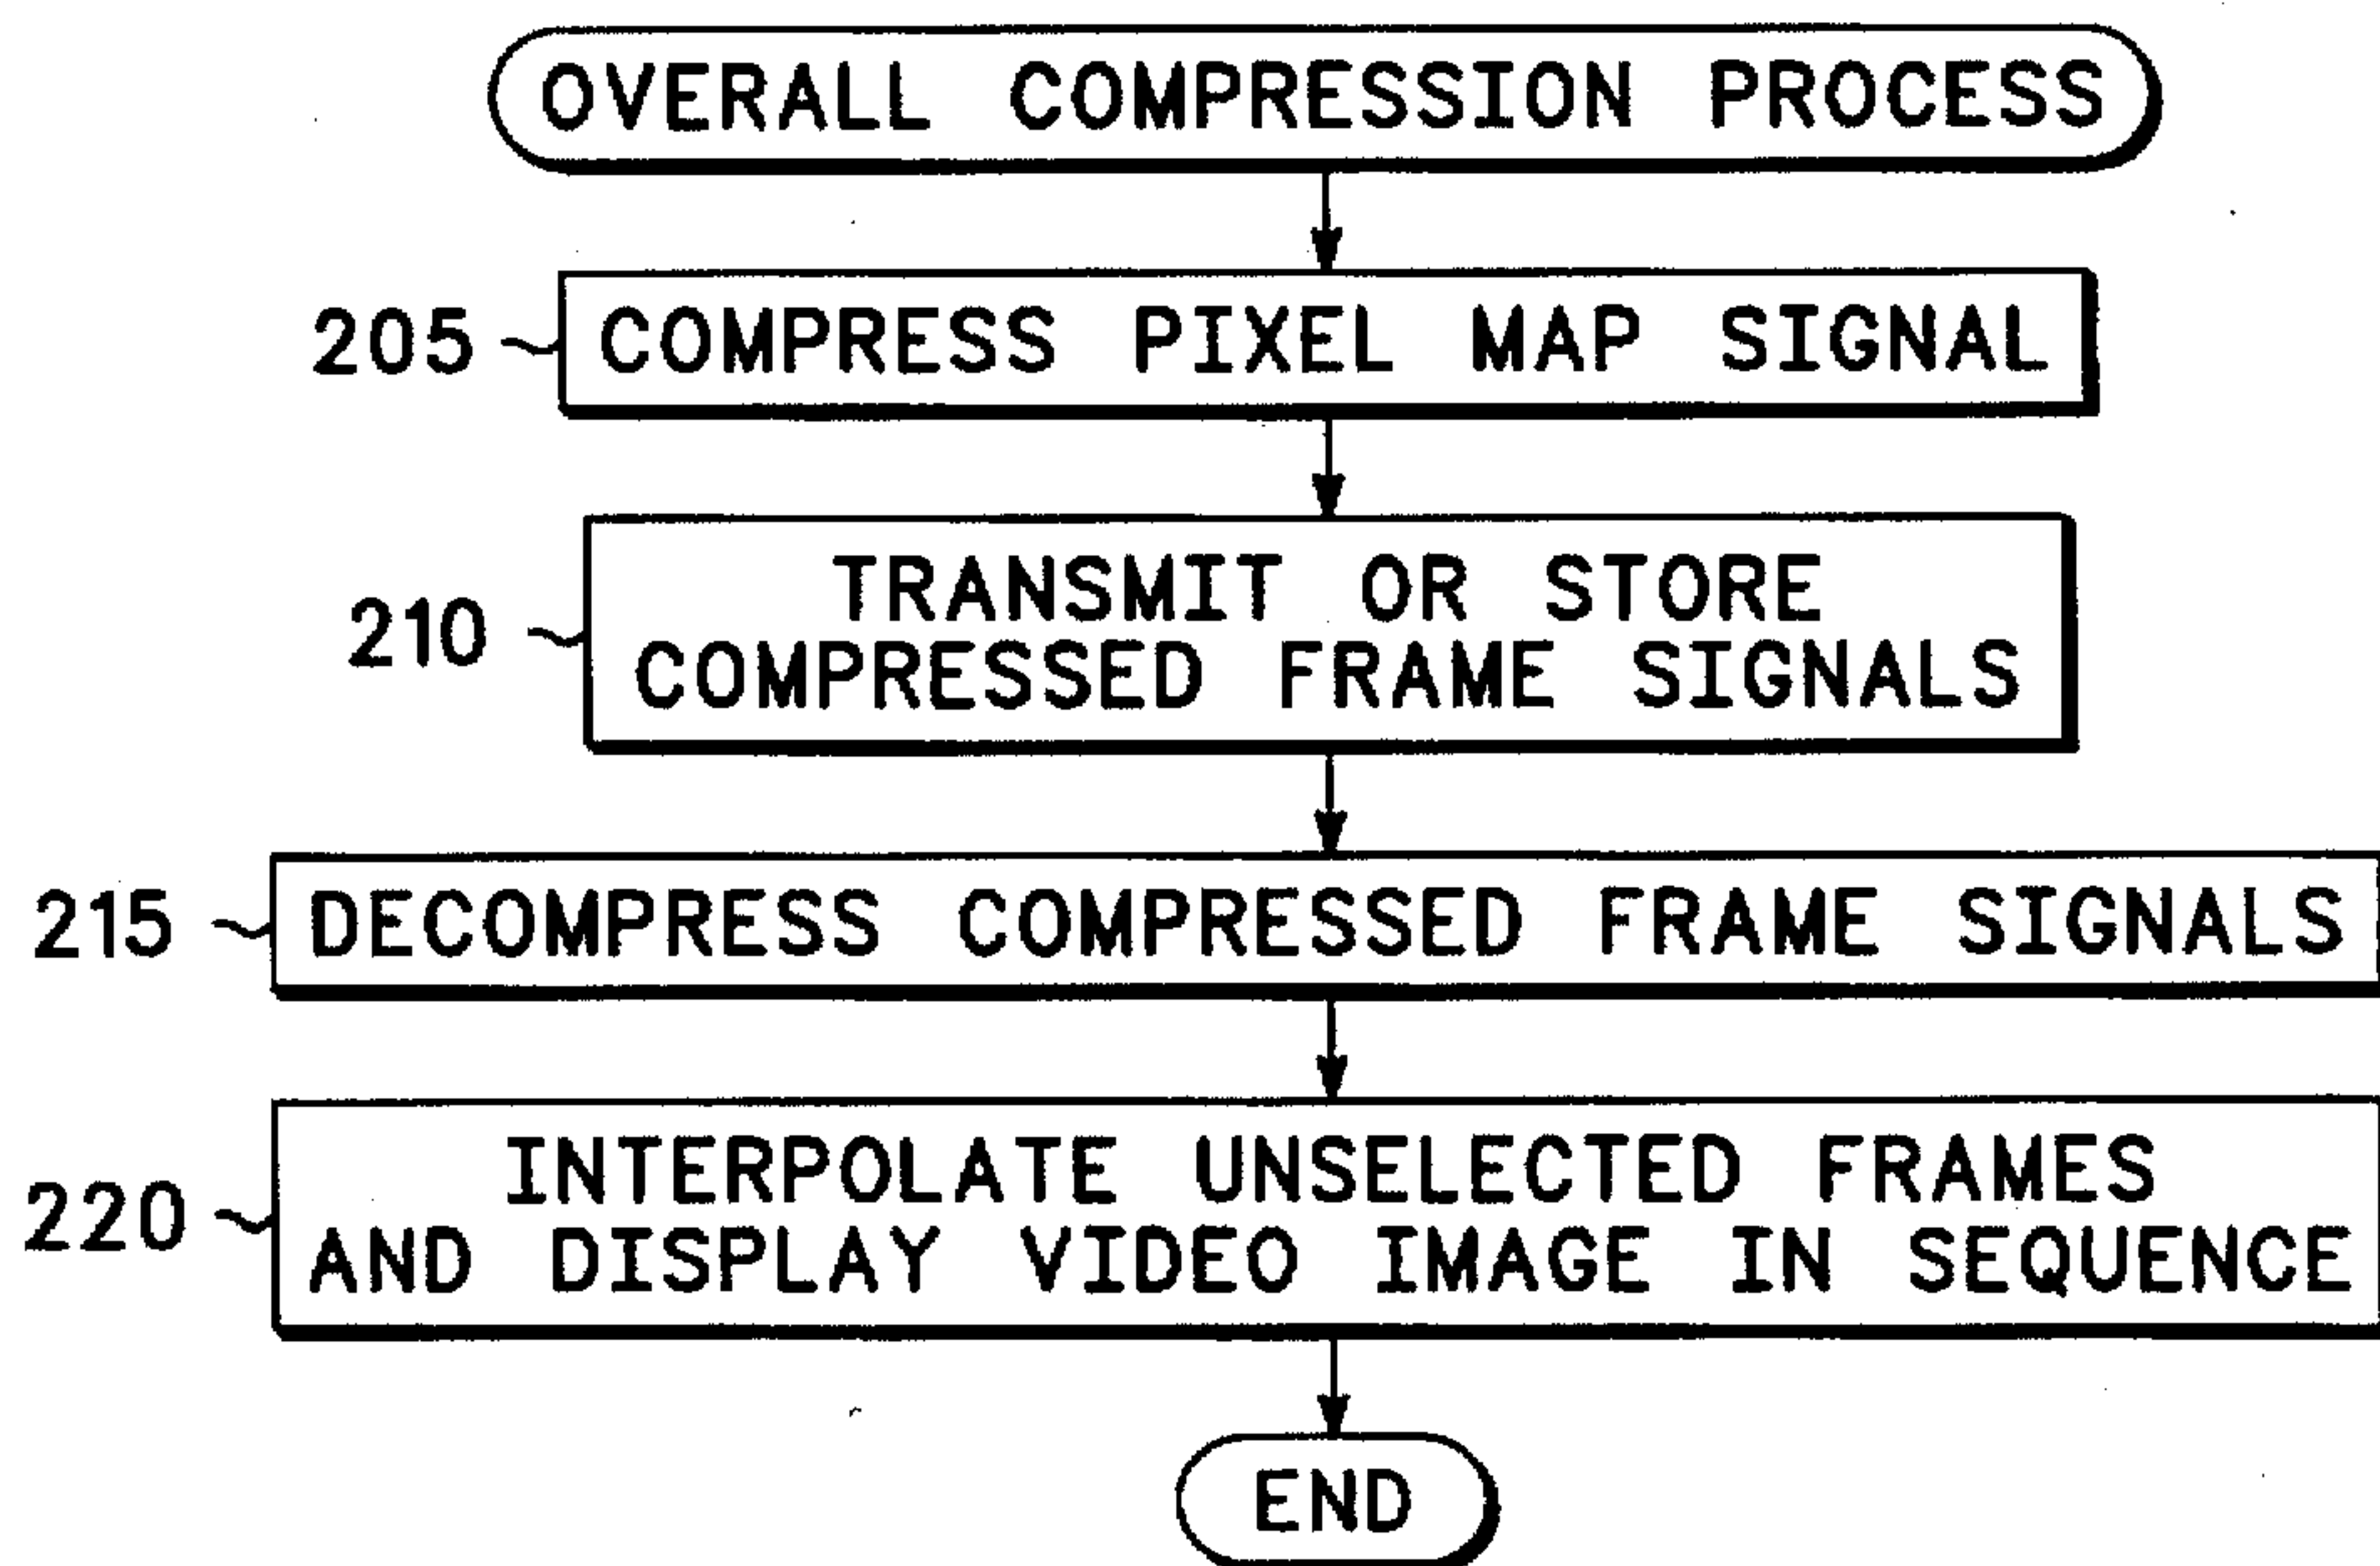 OVERALL COMPRESSION PROCESS
205 COMPRESS PIXEL MAP SIGNAL
TRANSMIT OR STORE
210
COMPRESSED FRAME SIGNALS
215 DECOMPRESS COMPRESSED FRAME SIGNALS
INTERPOLATE UNSELECTED FRAMES
220
AND DISPLAY VIDEO IMAGE IN SEQUENCE
END